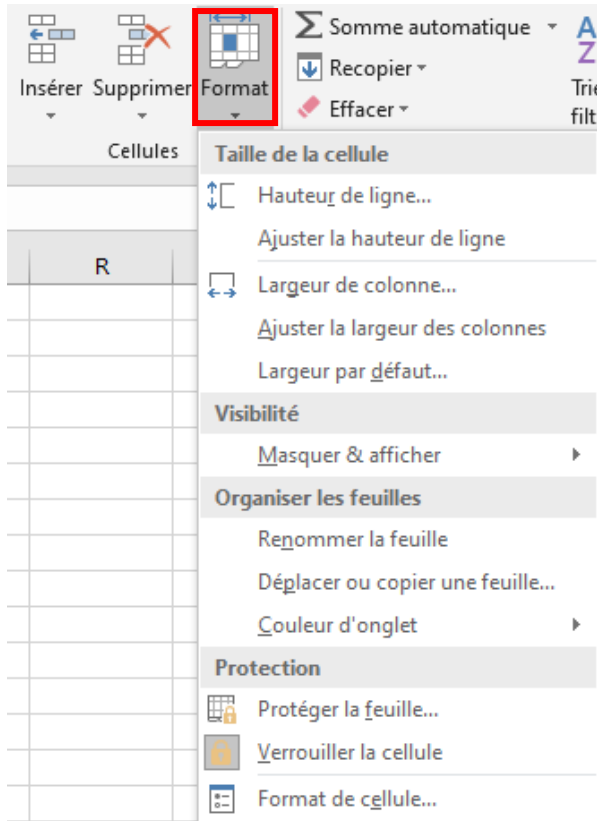 Somme automatique
Recopier
Effacer
Insérer Supprimer Format
A
Z
Trie
filt
Cellules
R
Taille de la cellule
Hauteur de ligne...
Ajuster la hauteur de ligne
Largeur de colonne...
Ajuster la largeur des colonnes
Largeur par défaut...
Visibilité
Masquer & afficher
Organiser les feuilles
Renommer la feuille
Déplacer ou copier une feuille...
Couleur d'onglet
Protection
Protéger la feuille...
Verrouiller la cellule
Format de cellule...